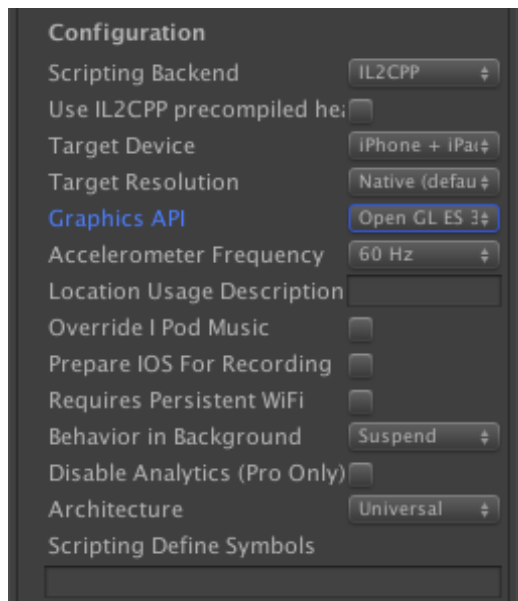 Configuration
Scripting Backend IL2CPP
Use IL2CPP precompiled hea
Target Device iPhone + iPa
Target Resolution Native (defau
Graphics API Open GL ES 3
Accelerometer Frequency 60 Hz
Location Usage Description
Override I Pod Music
Prepare IOS For Recording
Requires Persistent WiFi
Behavior in Background Suspend
Disable Analytics (Pro Only)
Architecture Universal
Scripting Define Symbols